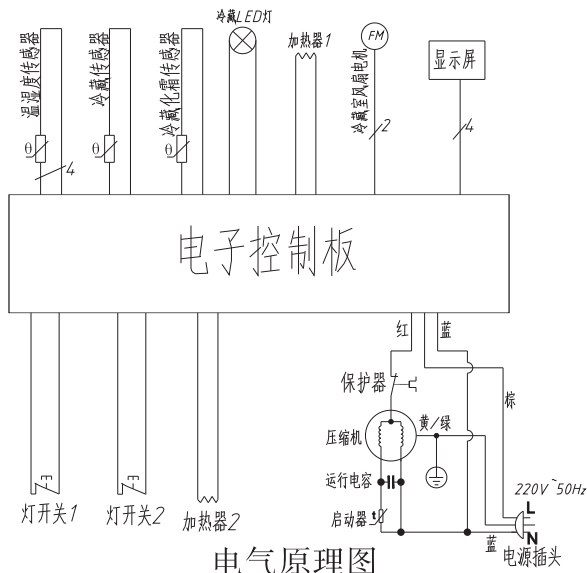 温湿度传感器
θ
4
冷藏传感器
θ
冷藏化霜传感器
θ
冷藏LED灯
加热器1
FM
冷藏室风扇电机
2
显示屏
4
电子控制板
红
蓝
棕
保护器
压缩机
黄/绿
运行电容
启动器
t
220V~50Hz
L
N
蓝
电源插头
灯开关1
灯开关2
加热器2
电气原理图